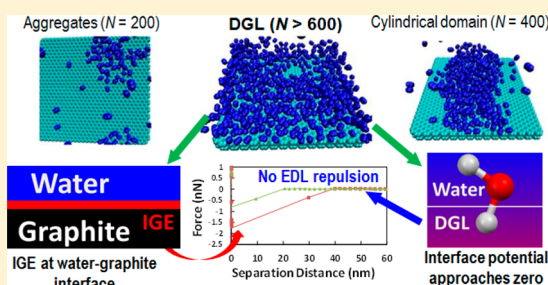 Aggregates (N = 200)
DGL (N > 600)
Cylindrical domain (N = 400)
Water
Graphite
IGE
IGE at water-graphite
interface
No EDL repulsion
Force (nN)
1
0.5
0
-0.5
-1
-1.5
-2
-2.5
0 10 20 30 40 50 60
Separation Distance (nm)
Water
DGL
Interface potential
approaches zero